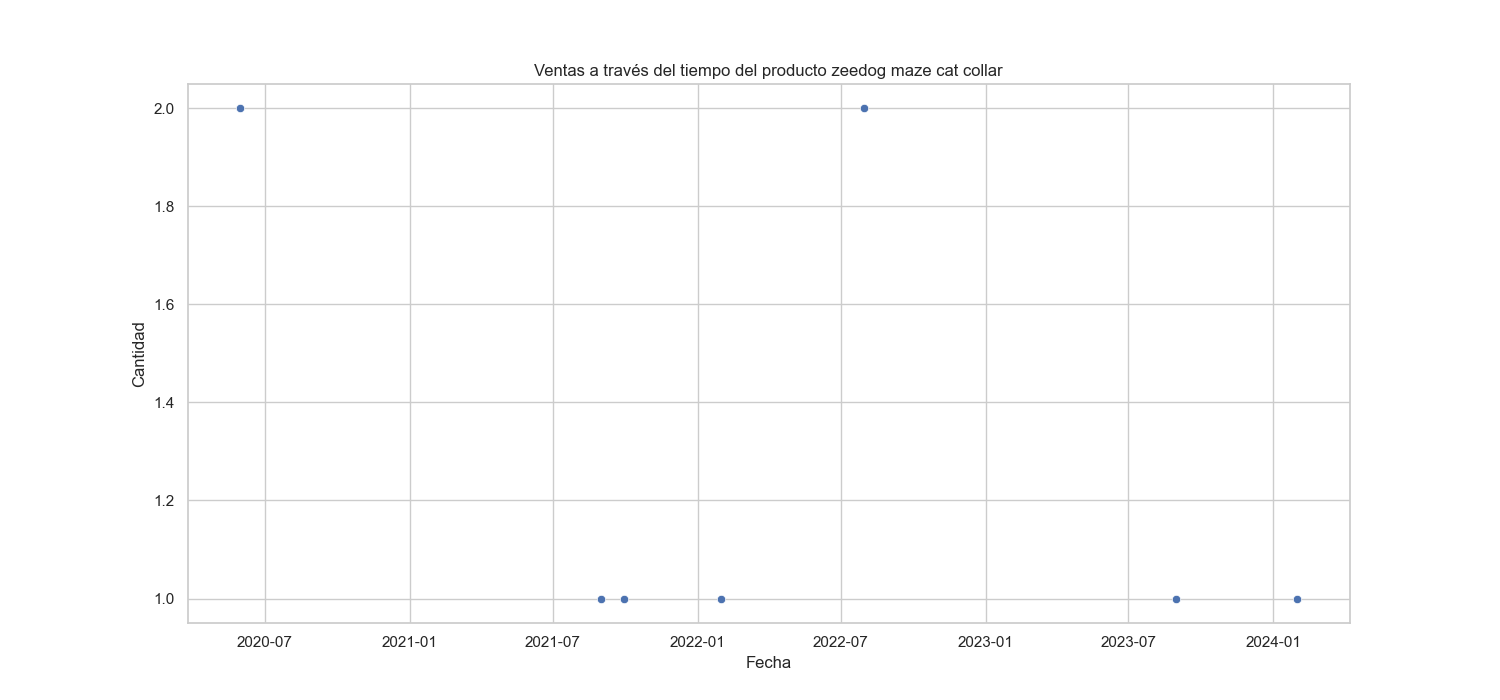 Ventas a través del tiempo del producto zeedog maze cat collar
2.0
1.8
1.6
1.4
1.2
1.0
Cantidad
2020-07 2021-01 2021-07 2022-01 2022-07 2023-01 2023-07 2024-01
Fecha